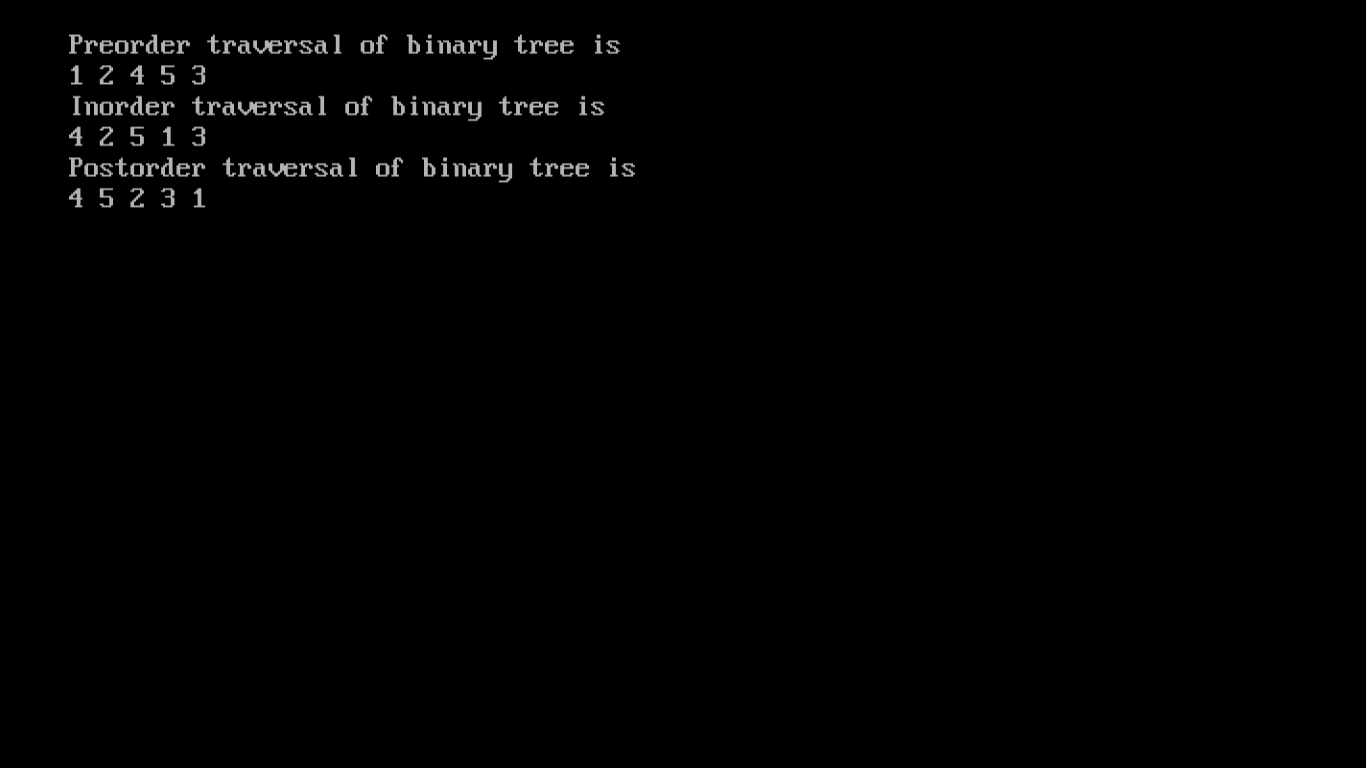 Preorder traversal of binary tree is
1 2 4 5 3
Inorder traversal of binary tree is
4 2 5 1 3
Postorder traversal of binary tree is
4 5 2 3 1